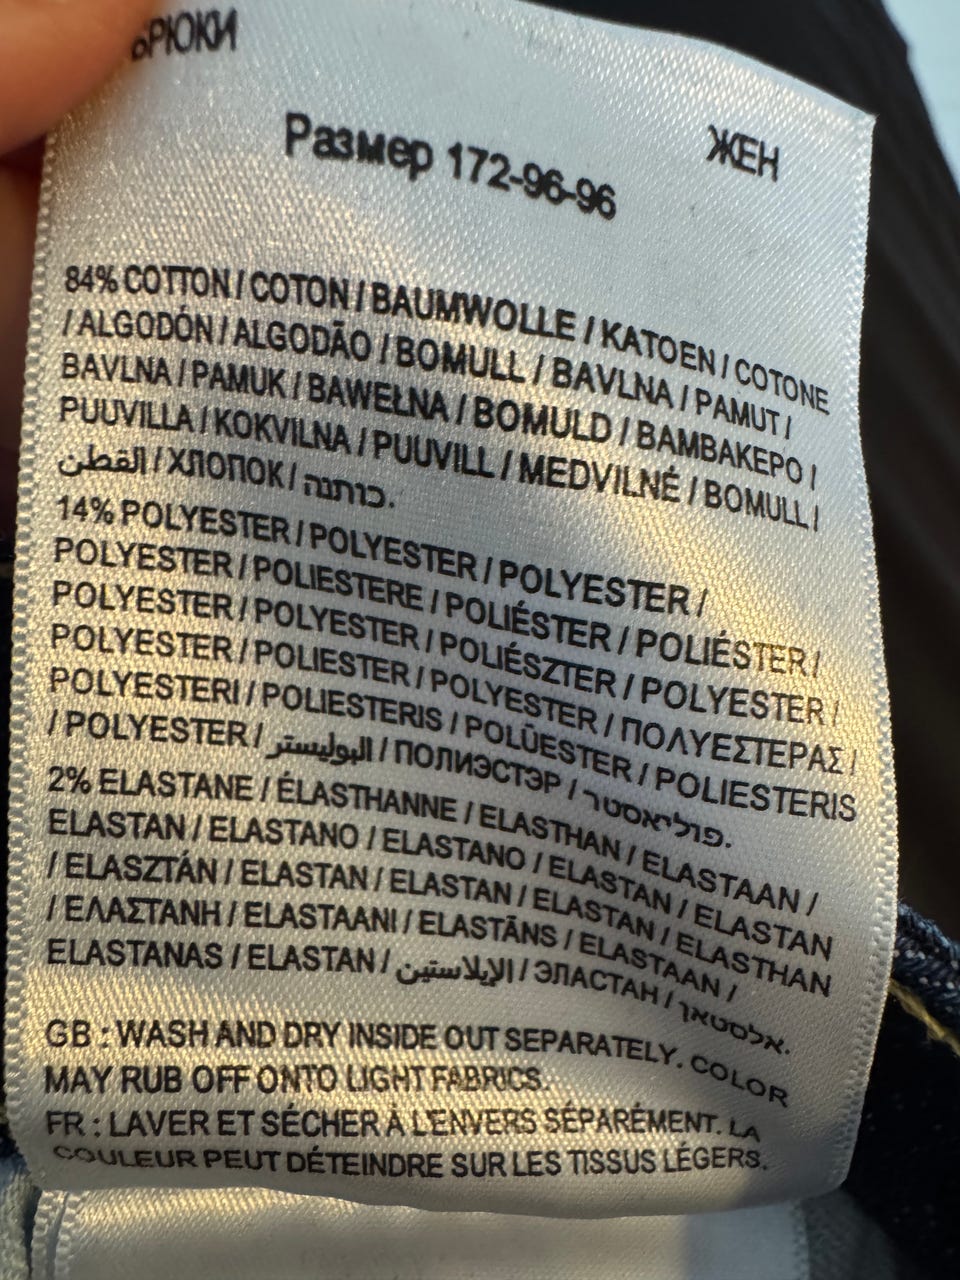 БРЮКИ
Размер 172-96-96
ЖЕН
84% COTTON / COTON / BAUMWOLLE / KATOEN / COTONE
/ ALGODÓN / ALGODÃO / BOMULL / BAVLNA / PAMUT /
BAVLNA / PAMUK / BAWEŁNA / BOMULD / BAMBAKEPO /
PUUVILLA / KOKVILNA / PUUVILL / MEDVILNÉ / BOMULL /
القطن / ХЛОПОК / כותנה.
14% POLYESTER / POLYESTER / POLYESTER /
POLYESTER / POLIESTERE / POLIÉSTER / POLIÉSTER /
POLYESTER / POLYESTER / POLIÉSZTER / POLYESTER /
POLYESTER / POLIESTER / POLYESTER / ΠΟΛΥΕΣΤΕΡΑΣ /
POLYESTERI / POLIESTERIS / POLÜESTER / POLIESTERIS
/ POLYESTER / البوليستر / ПОЛИЭСТЭР / פוליאסטר.
2% ELASTANE / ÉLASTHANNE / ELASTHAN / ELASTAAN /
ELASTAN / ELASTANO / ELASTANO / ELASTAN / ELASTAN
/ ELASZTÁN / ELASTAN / ELASTAN / ELASTAN / ELASTHAN
/ ΕΛΑΣΤΑΝΗ / ELASTAANI / ELASTĀNS / ELASTAAN /
ELASTANAS / ELASTAN / الإيلاستين / ЭЛАСТАН / אלסטאן.
GB : WASH AND DRY INSIDE OUT SEPARATELY. COLOR
MAY RUB OFF ONTO LIGHT FABRICS.
FR : LAVER ET SÉCHER À L'ENVERS SÉPARÉMENT. LA
COULEUR PEUT DÉTEINDRE SUR LES TISSUS LÉGERS.